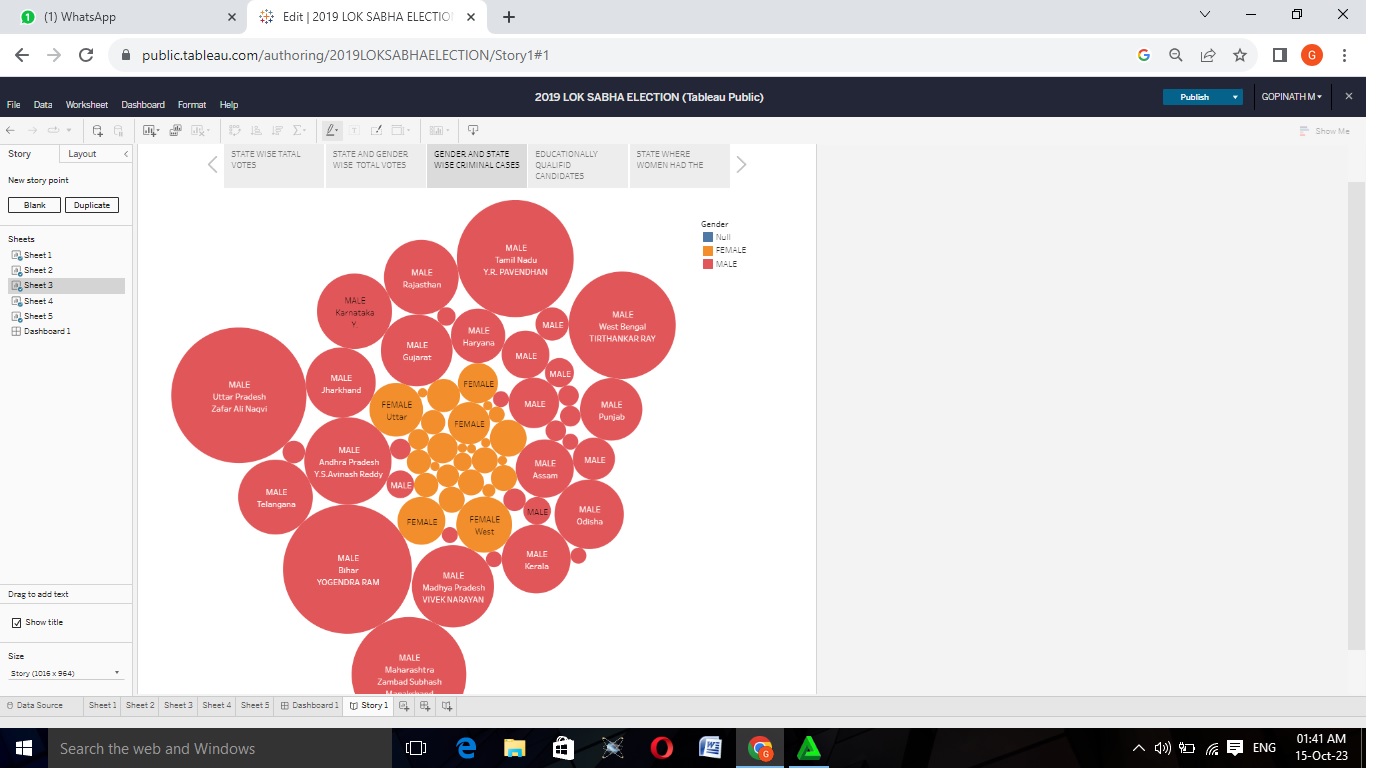 (1) WhatsApp
Edit | 2019 LOK SABHA ELECTIO
public.tableau.com/authoring/2019LOKSABHAELECTION/Story1#1
G
2019 LOK SABHA ELECTION (Tableau Public)
Publish
GOPINATH M
File Data Worksheet Dashboard Format Help
Show Me
Story Layout
New story point
Blank Duplicate
Sheets
Sheet 1
Sheet 2
Sheet 3
Sheet 4
Sheet 5
Dashboard 1
Drag to add text
Show title
Size
Story (1016 x 964)
STATE WISE TATAL
VOTES
STATE AND GENDER
WISE TOTAL VOTES
GENDER AND STATE
WISE CRIMINAL CASES
EDUCATIONALLY
QUALIFID
CANDIDATES
STATE WHERE
WOMEN HAD THE
Gender
Null
FEMALE
MALE
MALE
Tamil Nadu
Y.R. PAVENDHAN
MALE
Rajasthan
MALE
Karnataka
Y.
MALE
West Bengal
TIRTHANKAR RAY
MALE
MALE
Haryana
MALE
Gujarat
MALE
MALE
MALE
Uttar Pradesh
Zafar Ali Naqvi
MALE
Jharkhand
FEMALE
FEMALE
Uttar
MALE
MALE
Punjab
FEMALE
MALE
Andhra Pradesh
Y.S.Avinash Reddy
MALE
Assam
MALE
MALE
MALE
Telangana
MALE
MALE
Odisha
FEMALE
FEMALE
West
MALE
Bihar
YOGENDRA RAM
MALE
Kerala
MALE
Madhya Pradesh
VIVEK NARAYAN
MALE
Maharashtra
Zambad Subhash
Manakchand
Data Source Sheet 1 Sheet 2 Sheet 3 Sheet 4 Sheet 5 Dashboard 1 Story 1
Search the web and Windows
ENG
01:41 AM
15-Oct-23